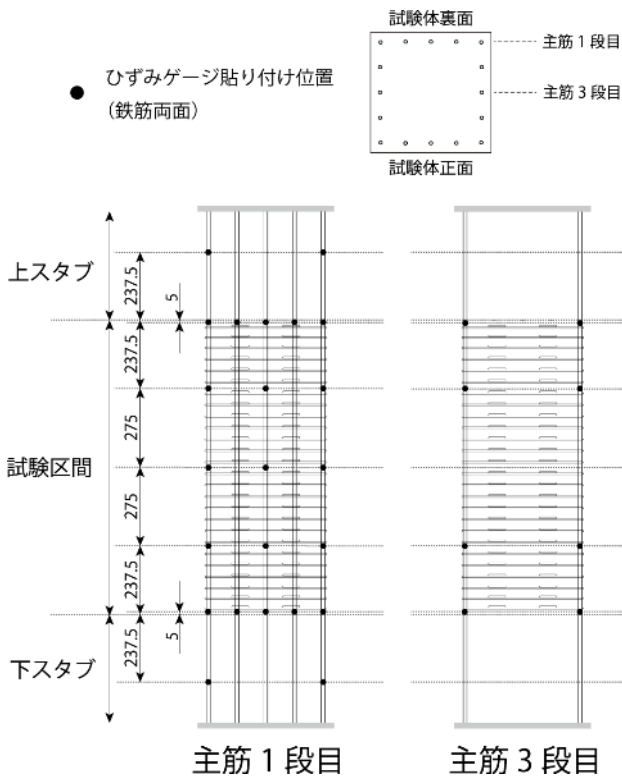 試験体裏面
主筋 1 段目
ひずみゲージ貼り付け位置
(鉄筋両面)
主筋 3 段目
試験体正面
上スタブ
237.5
5
237.5
275
試験区間
275
237.5
5
237.5
下スタブ
主筋 1 段目
主筋 3 段目